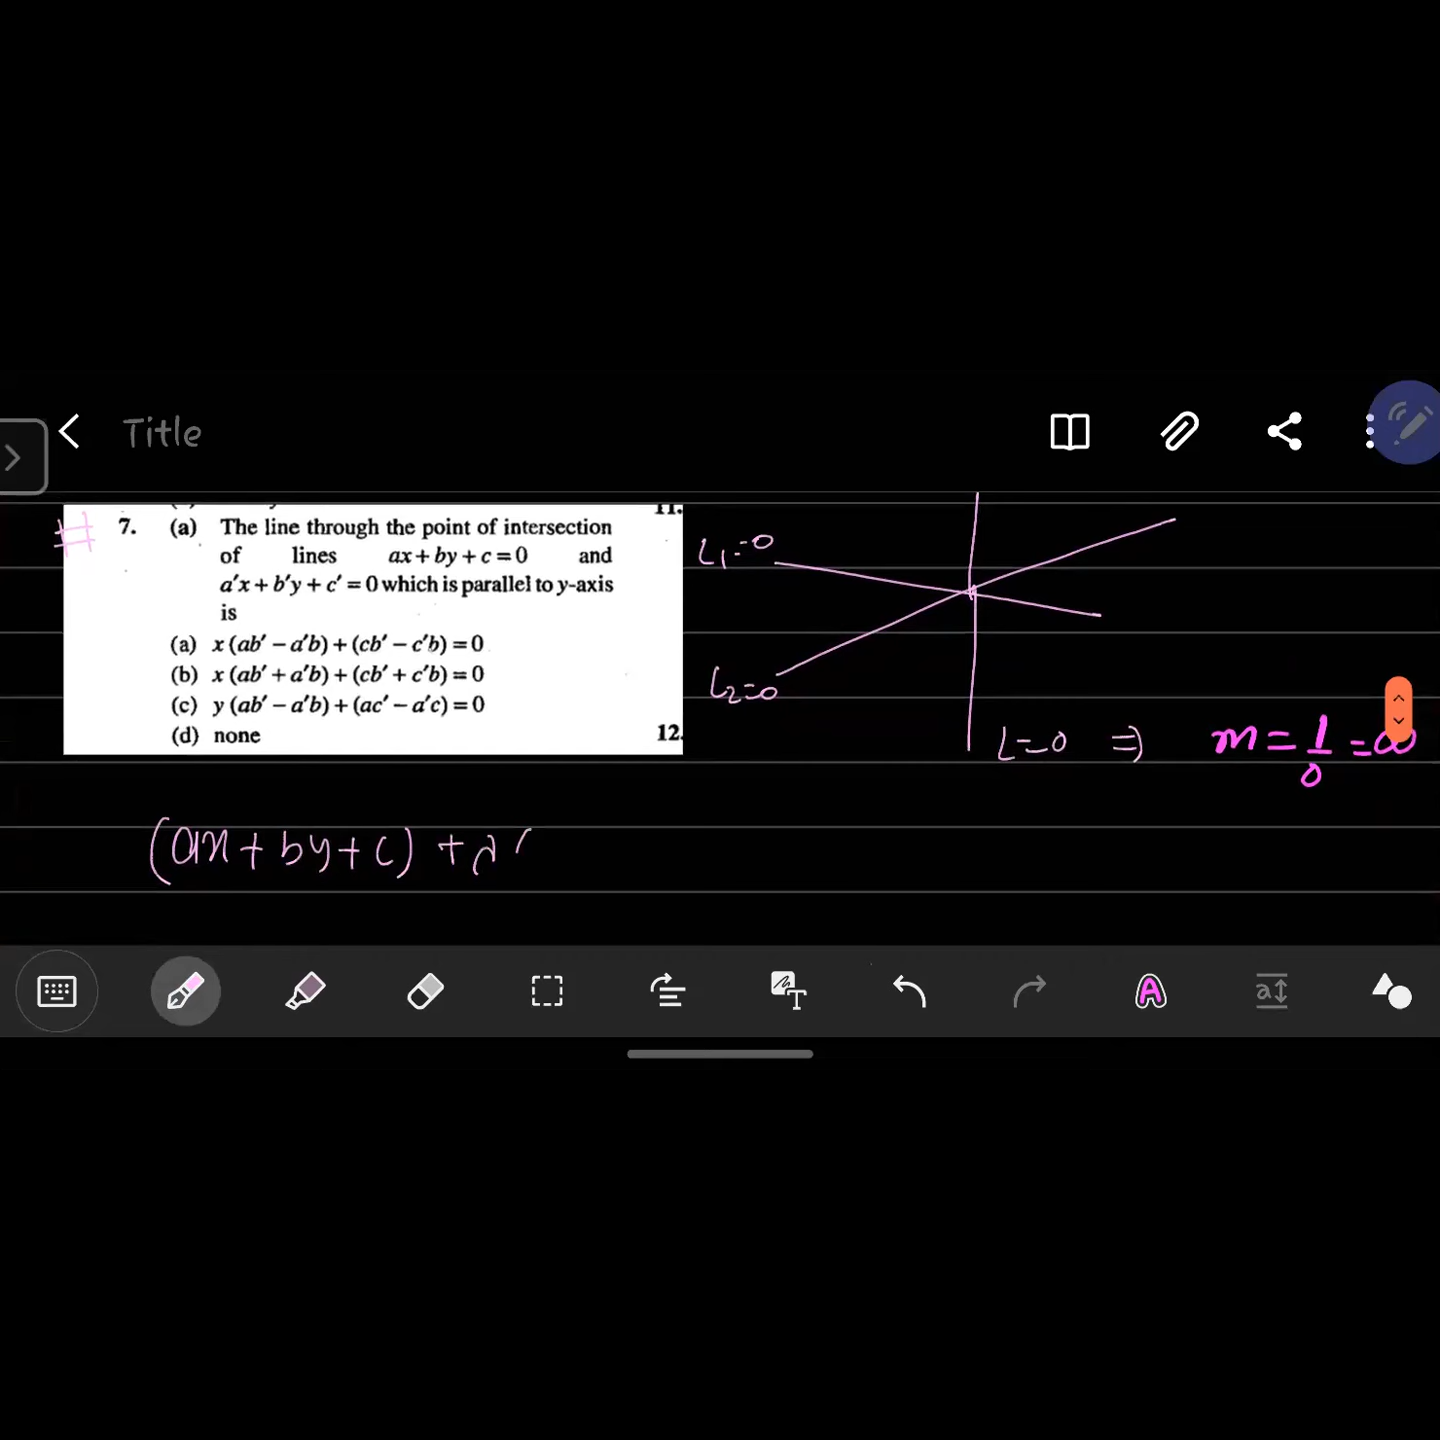 Title
11.
7. (a) The line through the point of intersection
of lines ax + by + c = 0 and
a′x + b′y + c′ = 0 which is parallel to y-axis
is
(a) x (ab′ − a′b) + (cb′ − c′b) = 0
(b) x (ab′ + a′b) + (cb′ + c′b) = 0
(c) y (ab′ − a′b) + (ac′ − a′c) = 0
(d) none
12.
L₁=0
L₂=0
L=0 ⇒ m = 1/0 = ∞
(ax + by + c) + λ (
A
a